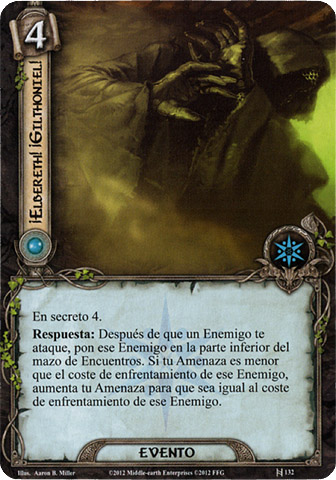 4
¡ELBERETH! ¡GILTHONIEL!
En secreto 4.
Respuesta: Después de que un Enemigo te
ataque, pon ese Enemigo en la parte inferior del
mazo de Encuentros. Si tu Amenaza es menor
que el coste de enfrentamiento de ese Enemigo,
aumenta tu Amenaza para que sea igual al coste
de enfrentamiento de ese Enemigo.
EVENTO
Illus. Aaron B. Miller ©2012 Middle-earth Enterprises ©2012 FFG 132